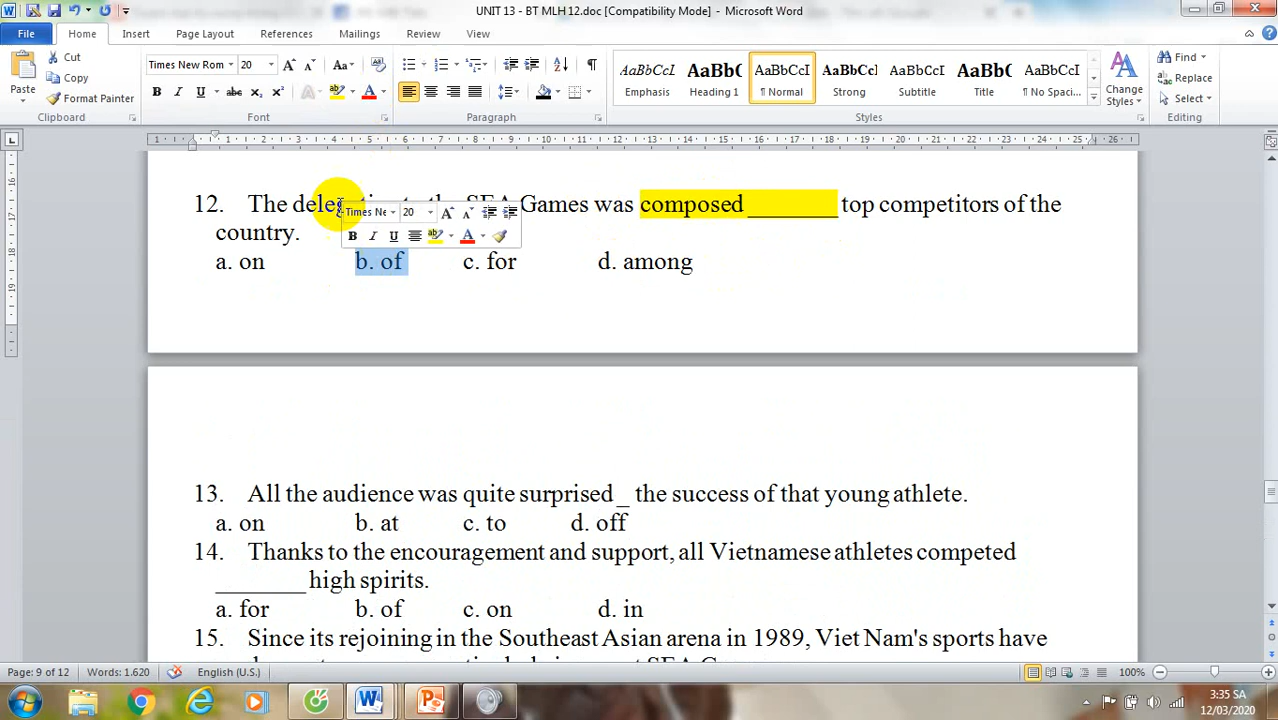 UNIT 13 - BT MLH 12.doc [Compatibility Mode] - Microsoft Word
File Home Insert Page Layout References Mailings Review View
Paste Cut Copy Format Painter
Times New Rom 20
AaBbCcI AaBb( AaBbCcI AaBbCcI AaBbCcI AaBb( AaBbCcI
Emphasis Heading 1 ¶ Normal Strong Subtitle Title ¶ No Spaci...
Change Styles
Find Replace Select
Clipboard Font Paragraph Styles Editing
12. The SEA Games was composed ________ top competitors of the
country.
Times Ne 20
a. on b. of c. for d. among
13. All the audience was quite surprised _ the success of that young athlete.
a. on b. at c. to d. off
14. Thanks to the encouragement and support, all Vietnamese athletes competed
________ high spirits.
a. for b. of c. on d. in
15. Since its rejoining in the Southeast Asian arena in 1989, Viet Nam's sports have
Page: 9 of 12 Words: 1.620 English (U.S.) 100%
3:35 SA
12/03/2020